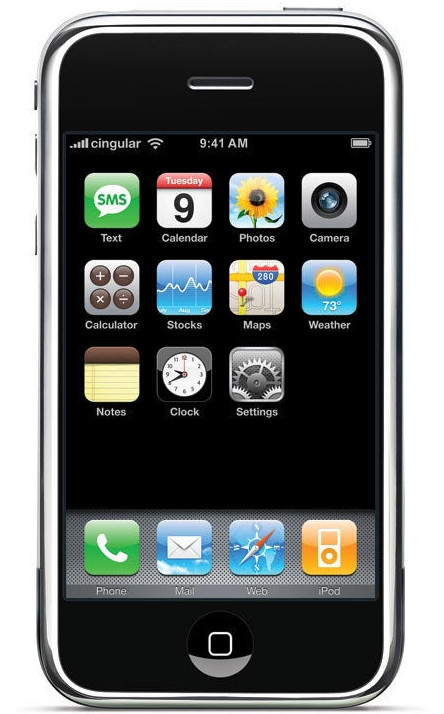 cingular 9:41 AM
SMS Tuesday 9
Text Calendar Photos Camera
280 73°
Calculator Stocks Maps Weather
Notes Clock Settings
Phone Mail Web iPod